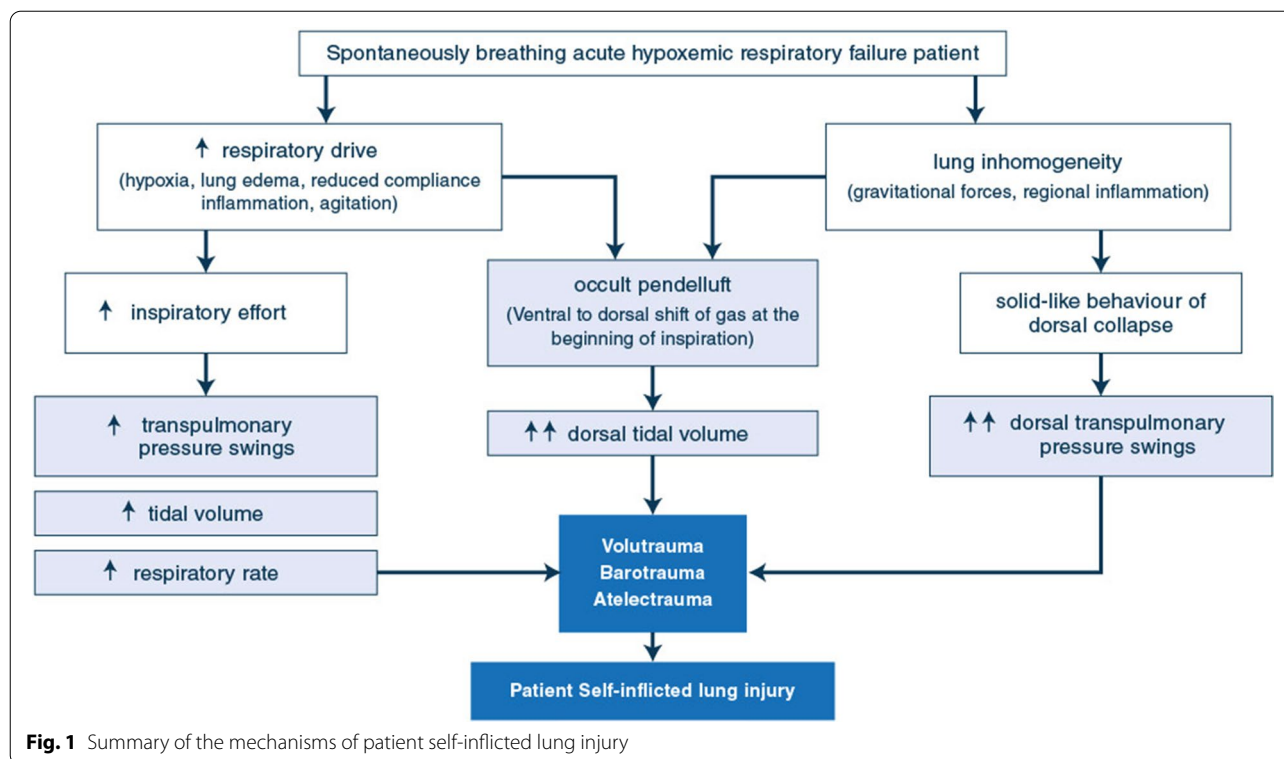 Spontaneously breathing acute hypoxemic respiratory failure patient
↑ respiratory drive
(hypoxia, lung edema, reduced compliance
inflammation, agitation)
lung inhomogeneity
(gravitational forces, regional inflammation)
↑ inspiratory effort
occult pendelluft
(Ventral to dorsal shift of gas at the
beginning of inspiration)
solid-like behaviour of
dorsal collapse
↑ transpulmonary
pressure swings
↑↑ dorsal tidal volume
↑↑ dorsal transpulmonary
pressure swings
↑ tidal volume
↑ respiratory rate
Volutrauma
Barotrauma
Atelectrauma
Patient Self-inflicted lung injury
Fig. 1 Summary of the mechanisms of patient self-inflicted lung injury